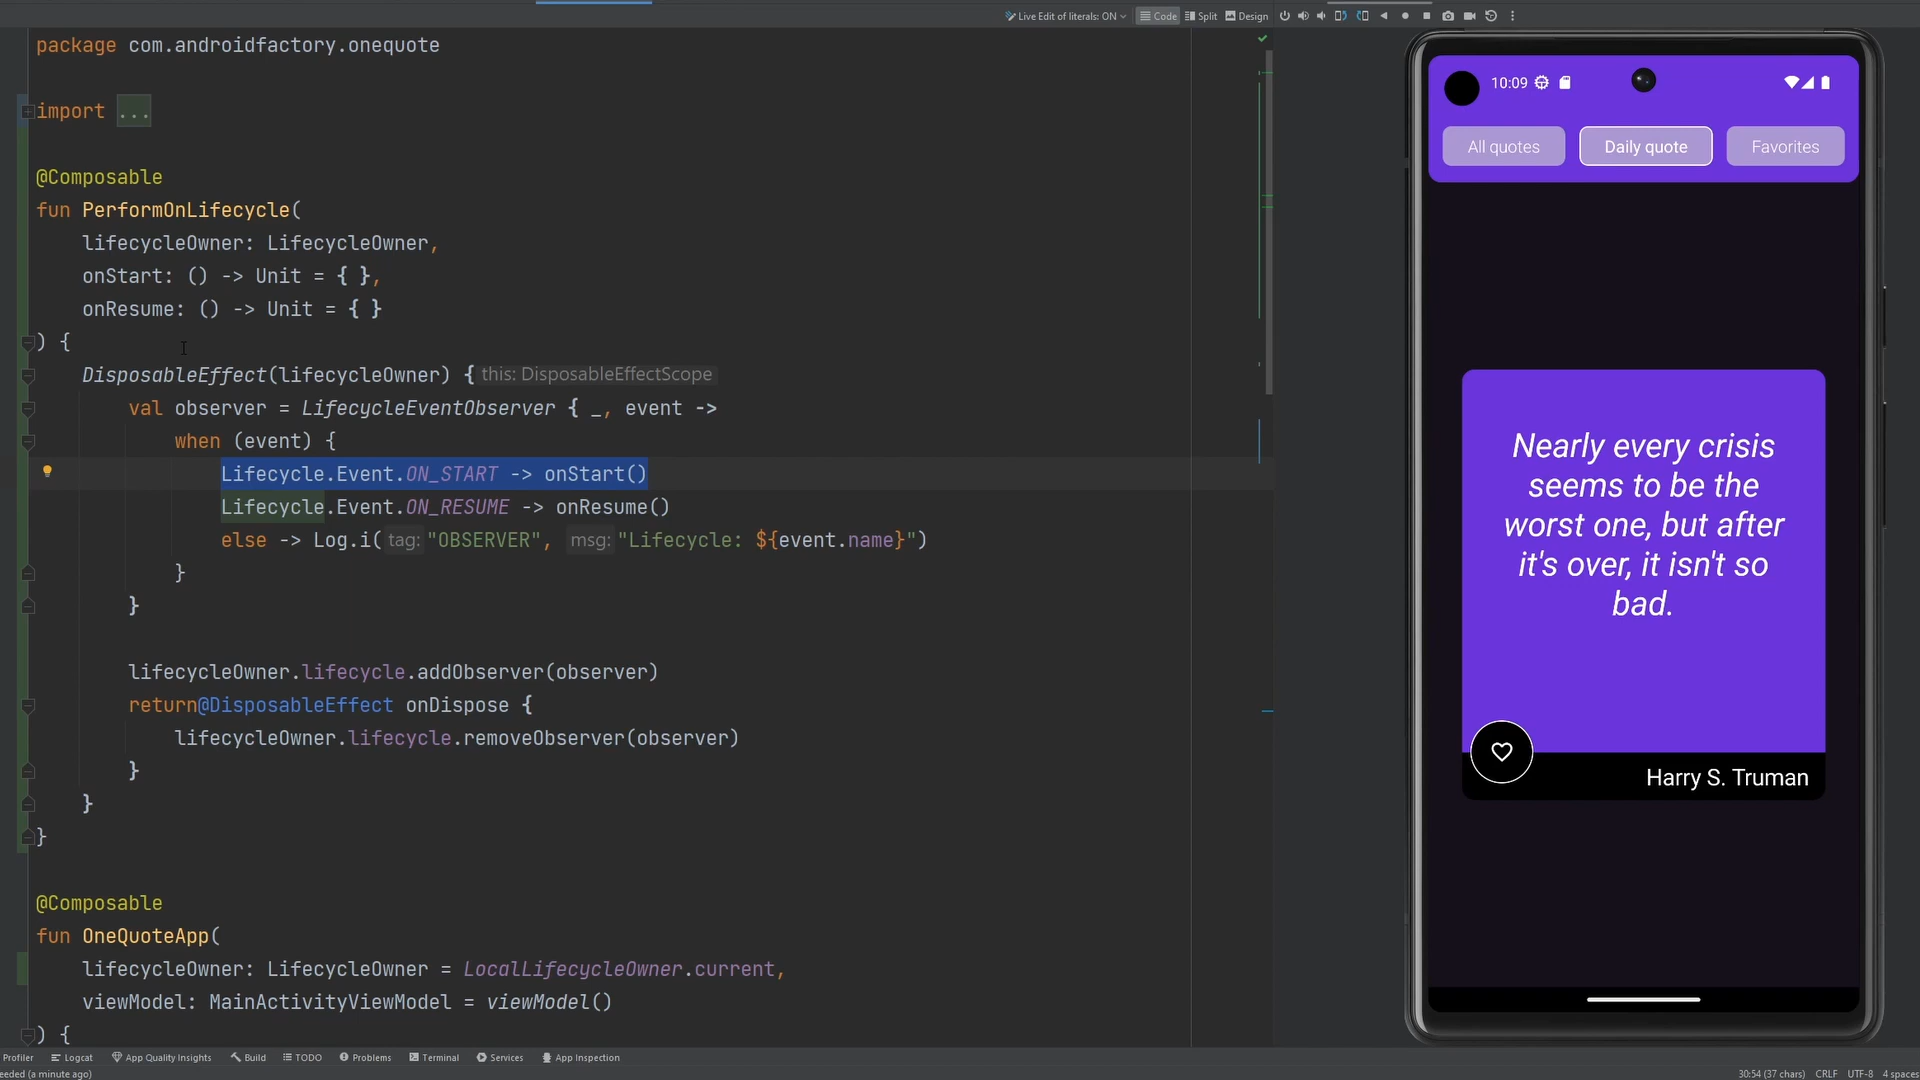 Live Edit of literals: ON
Code
Split
Design
package com.androidfactory.onequote
import ...
@Composable
fun PerformOnLifecycle(
lifecycleOwner: LifecycleOwner,
onStart: () -> Unit = { },
onResume: () -> Unit = { }
) {
DisposableEffect(lifecycleOwner) { this: DisposableEffectScope
val observer = LifecycleEventObserver { _, event ->
when (event) {
Lifecycle.Event.ON_START -> onStart()
Lifecycle.Event.ON_RESUME -> onResume()
else -> Log.i( tag: "OBSERVER", msg: "Lifecycle: ${event.name}")
}
}
lifecycleOwner.lifecycle.addObserver(observer)
return@DisposableEffect onDispose {
lifecycleOwner.lifecycle.removeObserver(observer)
}
}
}
@Composable
fun OneQuoteApp(
lifecycleOwner: LifecycleOwner = LocalLifecycleOwner.current,
viewModel: MainActivityViewModel = viewModel()
) {
10:09
All quotes
Daily quote
Favorites
Nearly every crisis
seems to be the
worst one, but after
it's over, it isn't so
bad.
Harry S. Truman
Profiler
Logcat
App Quality Insights
Build
TODO
Problems
Terminal
Services
App Inspection
eeded (a minute ago)
30:54 (37 chars)
CRLF
UTF-8
4 spaces